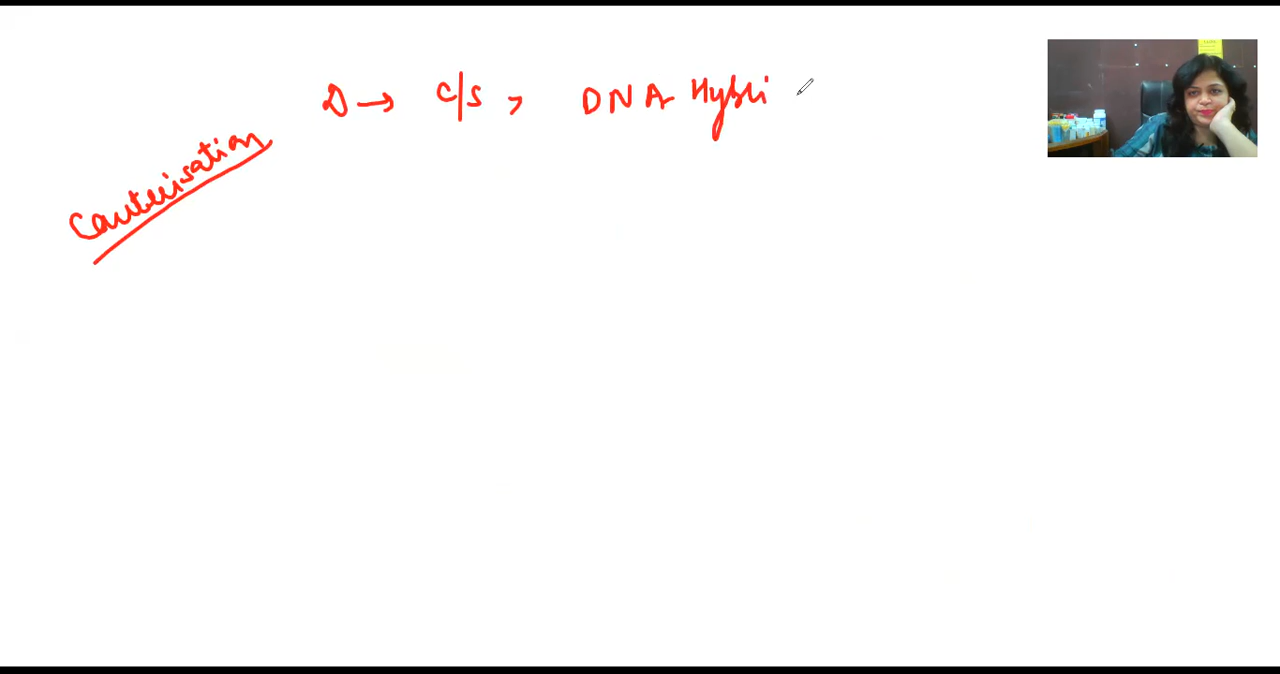 D → C/S, DNA Hybri
Cauterisation